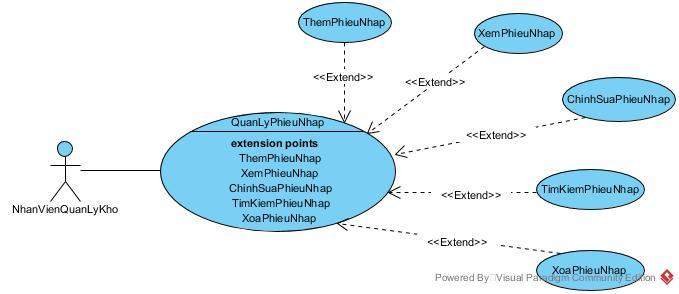 ThemPhieuNhap
XemPhieuNhap
<<Extend>>
<<Extend>>
ChinhSuaPhieuNhap
QuanLyPhieuNhap
<<Extend>>
extension points
ThemPhieuNhap
XemPhieuNhap
ChinhSuaPhieuNhap
TimKiemPhieuNhap
XoaPhieuNhap
<<Extend>>
TimKiemPhieuNhap
NhanVienQuanLyKho
<<Extend>>
XoaPhieuNhap
Powered By Visual Paradigm Community Edition